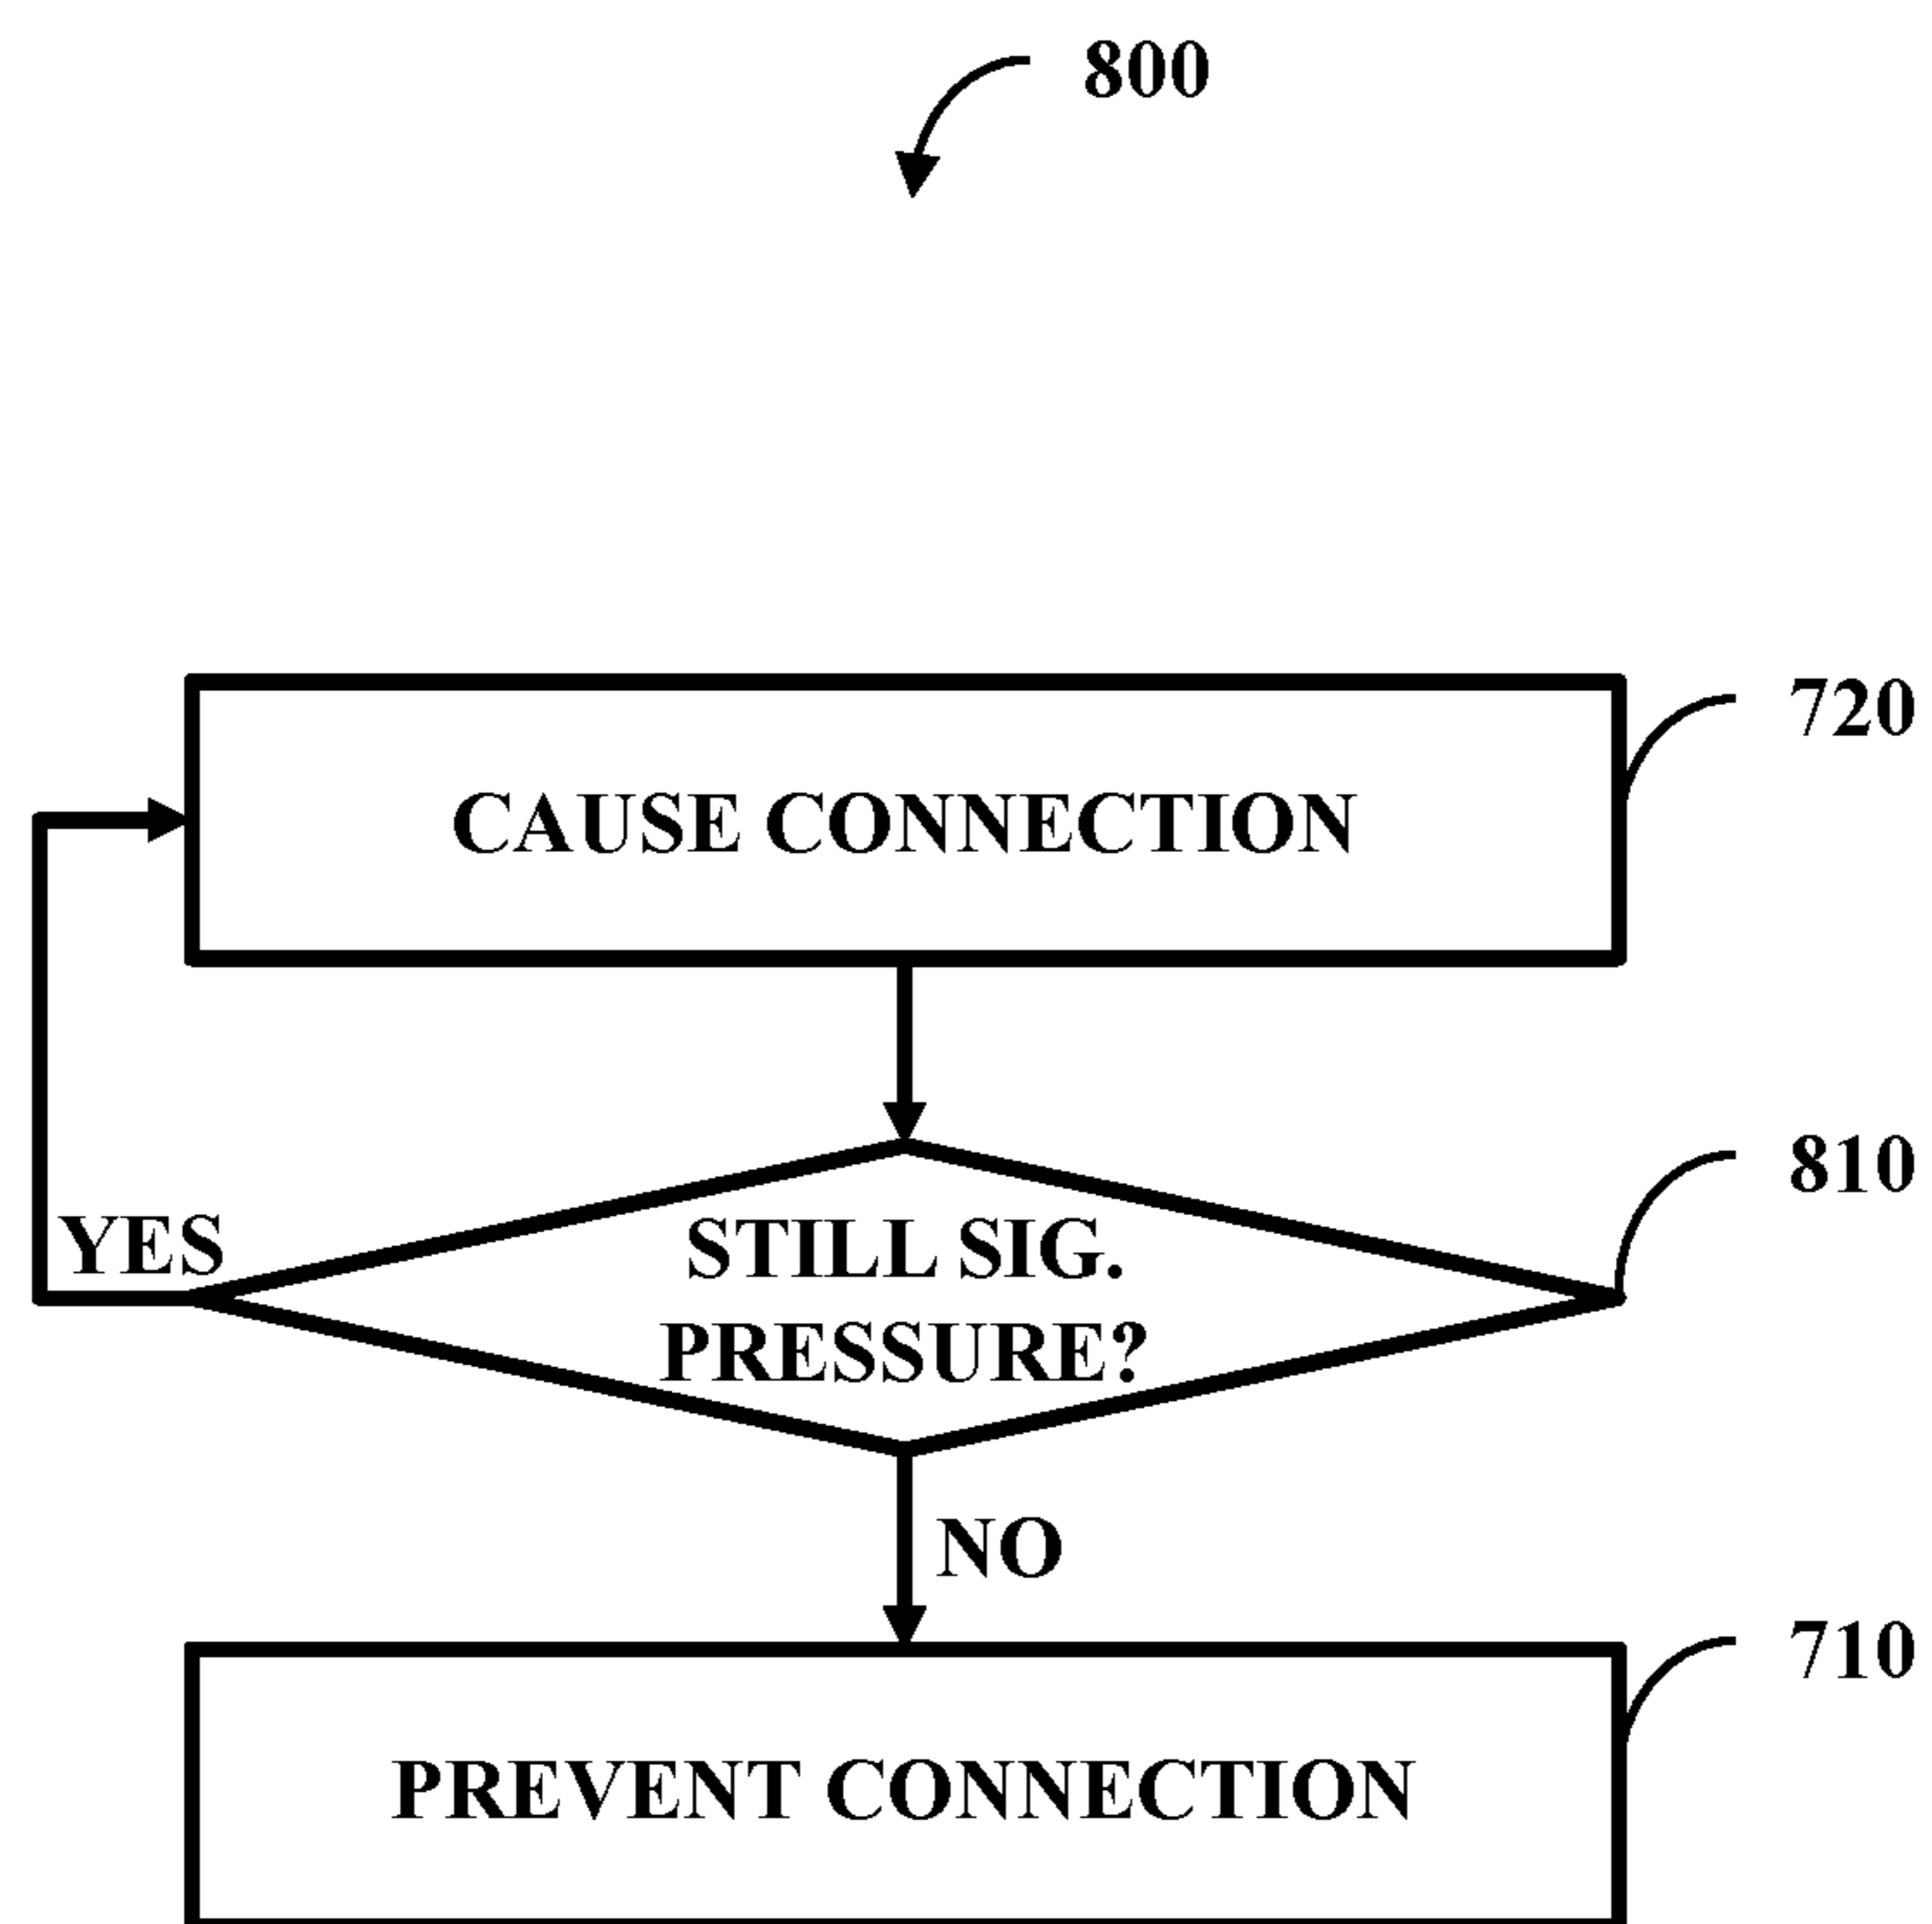 800
720
CAUSE CONNECTION
810
YES
STILL SIG.
PRESSURE?
NO
710
PREVENT CONNECTION